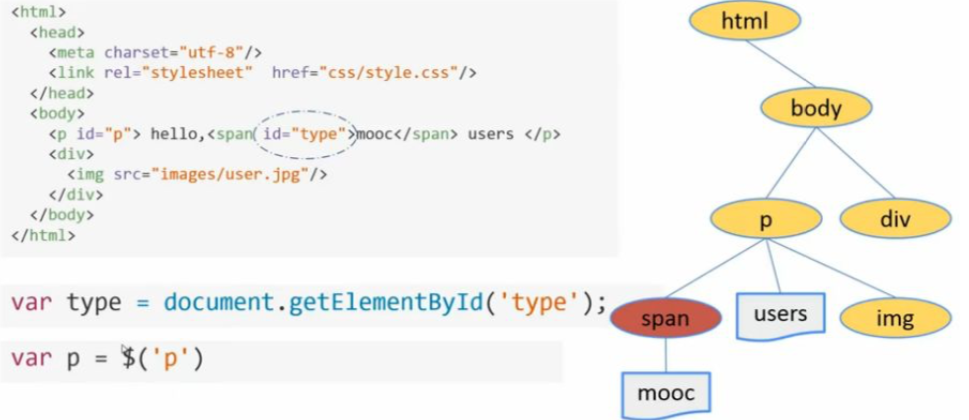 <html>
<head>
<meta charset="utf-8"/>
<link rel="stylesheet" href="css/style.css"/>
</head>
<body>
<p id="p"> hello,<span id="type">mooc</span> users </p>
<div>
<img src="images/user.jpg"/>
</div>
</body>
</html>
var type = document.getElementById('type');
var p = $('p')
html
body
p
div
span
users
img
mooc